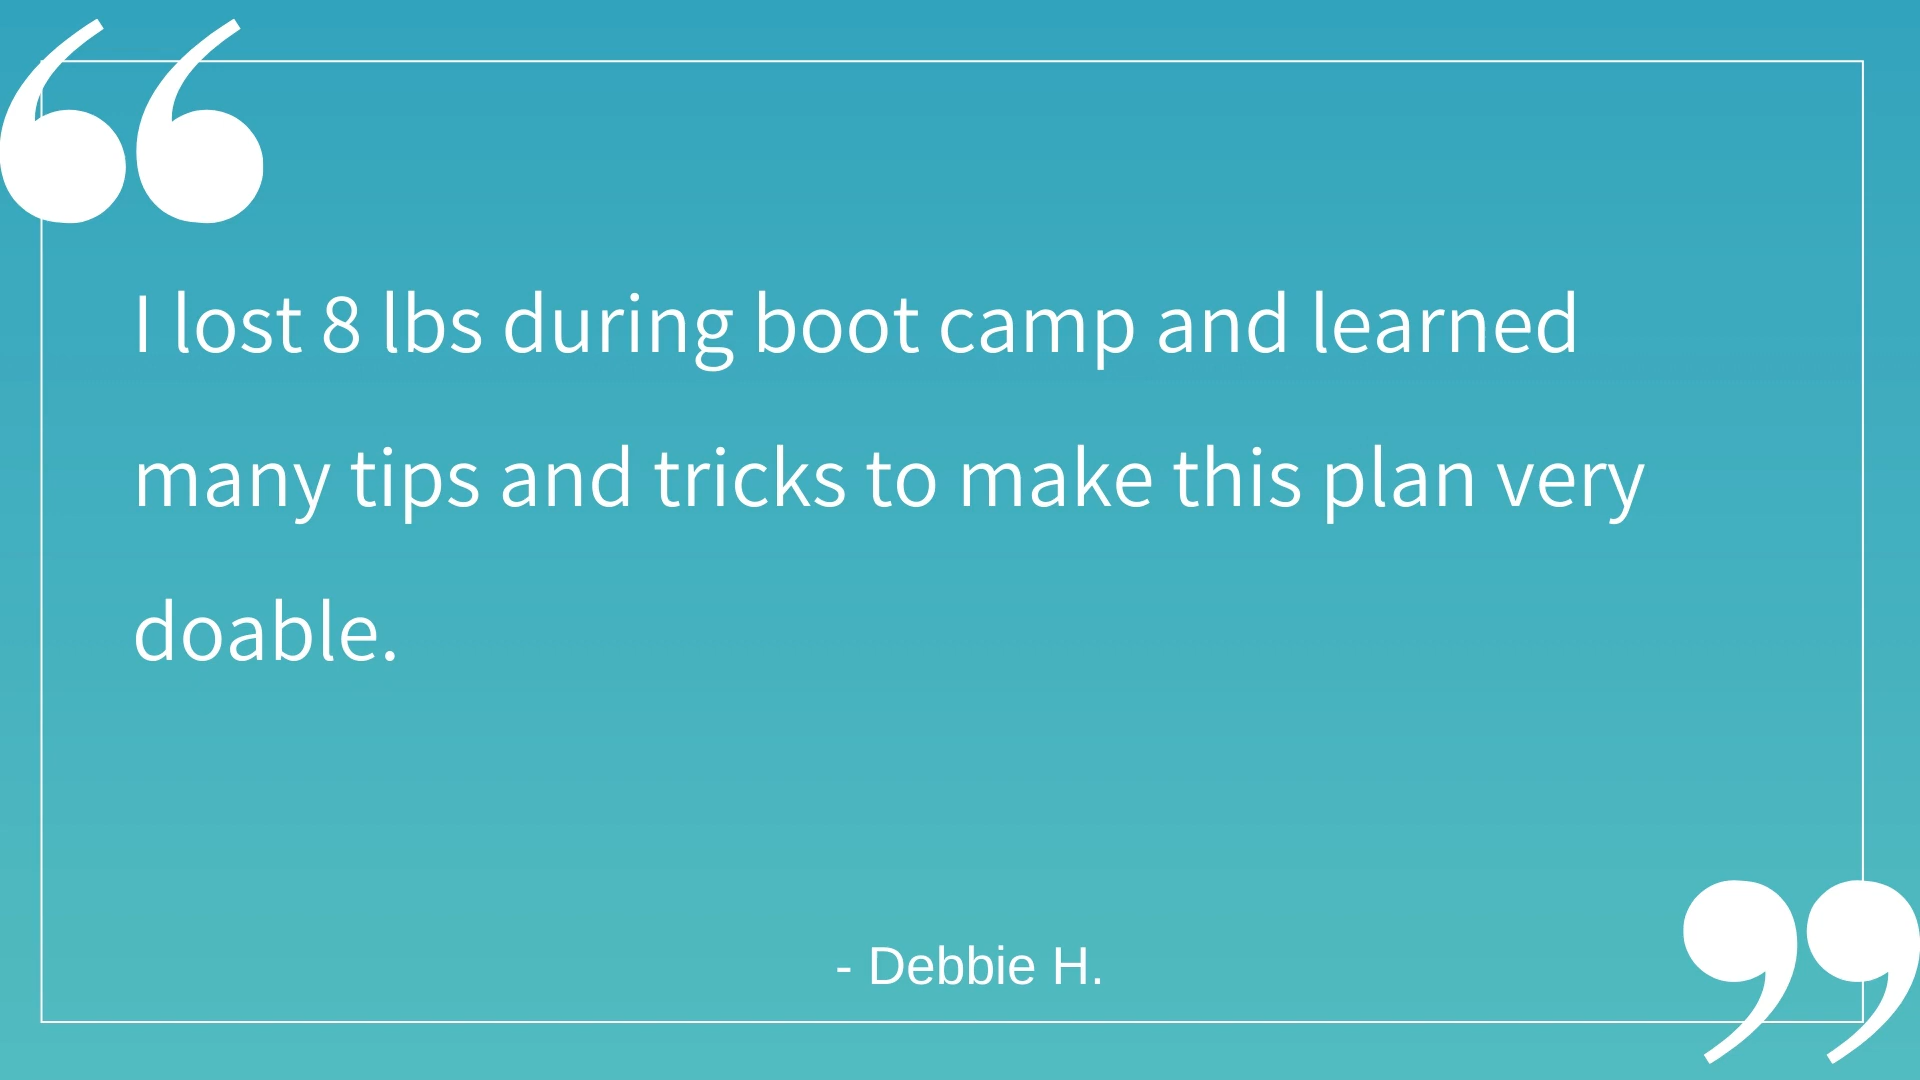 “
I lost 8 lbs during boot camp and learned
many tips and tricks to make this plan very
doable.
- Debbie H.
”